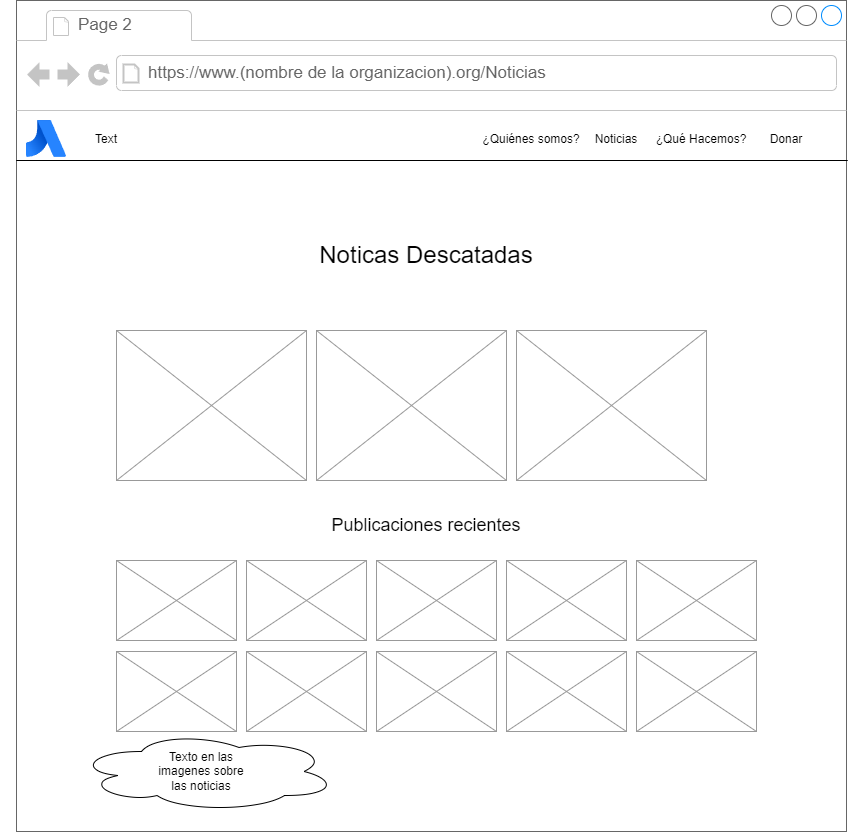 Page 2
https://www.(nombre de la organizacion).org/Noticias
Text ¿Quiénes somos? Noticias ¿Qué Hacemos? Donar
Noticas Descatadas
Publicaciones recientes
Texto en las
imagenes sobre
las noticias